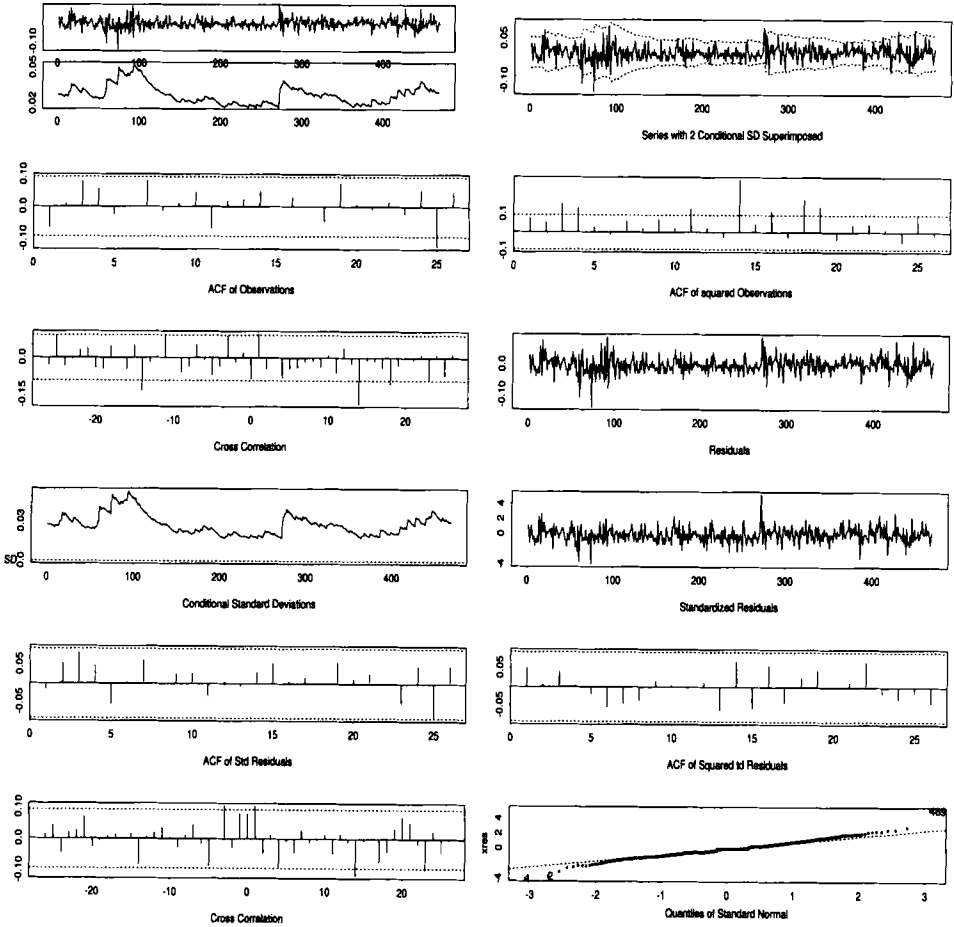 -0.10
0 100 200 300 400
0.02 0.05
0 100 200 300 400
-0.10 0.05
0 100 200 300 400
Series with 2 Conditional SD Superimposed
-0.10 0.0 0.10
0 5 10 15 20 25
ACF of Observations
-0.1 0.1
0 5 10 15 20 25
ACF of squared Observations
-0.15 0.0
-20 -10 0 10 20
Cross Correlation
-0.10 0.0
0 100 200 300 400
Residuals
SD 0.0 0.03
0 100 200 300 400
Conditional Standard Deviations
-4 0 2 4
0 100 200 300 400
Standardized Residuals
-0.05 0.05
0 5 10 15 20 25
ACF of Std Residuals
-0.05 0.05
0 5 10 15 20 25
ACF of Squared td Residuals
-0.10 0.0 0.10
-20 -10 0 10 20
Cross Corralation
xres
-4 0 2 4
-3 -2 -1 0 1 2 3
Quantiles of Standard Normal